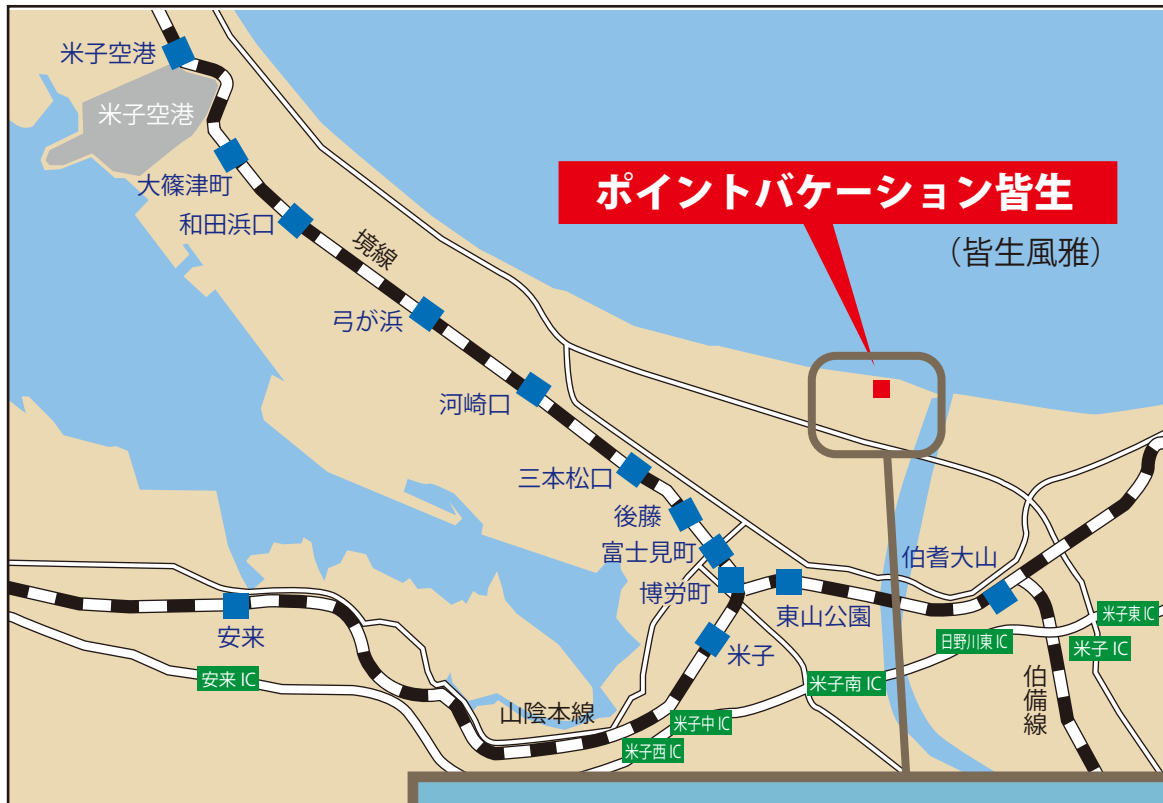 米子空港
米子空港
大篠津町
和田浜口
境線
弓が浜
河崎口
三本松口
後藤
富士見町
博労町
ポイントバケーション皆生
（皆生風雅）
伯耆大山
東山公園
米子
安来
安来 IC
山陰本線
米子西 IC
米子中 IC
米子南 IC
日野川東 IC
米子東 IC
米子 IC
伯備線